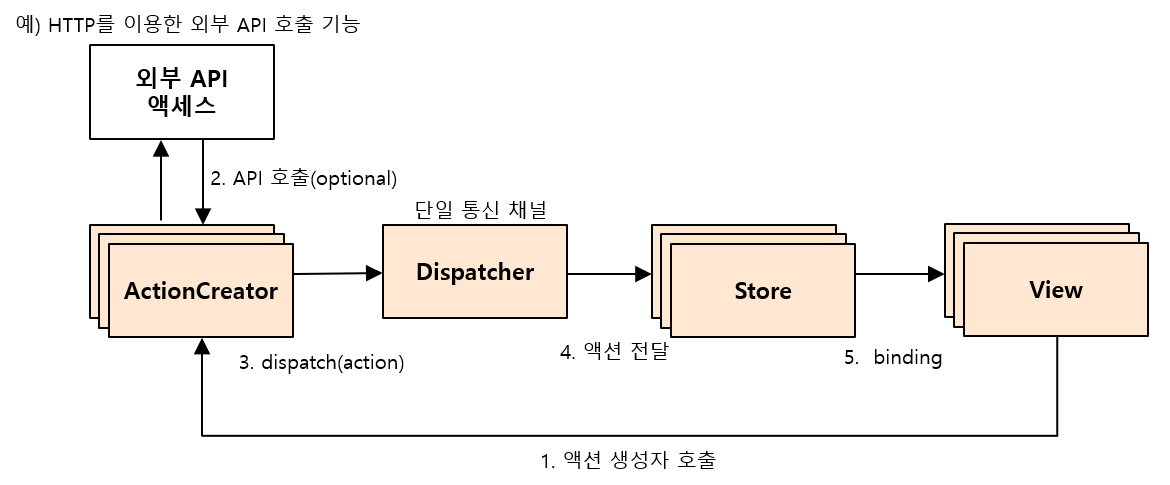 예) HTTP를 이용한 외부 API 호출 기능
외부 API
액세스
2. API 호출(optional)
단일 통신 채널
ActionCreator
Dispatcher
Store
View
3. dispatch(action)
4. 액션 전달
5. binding
1. 액션 생성자 호출